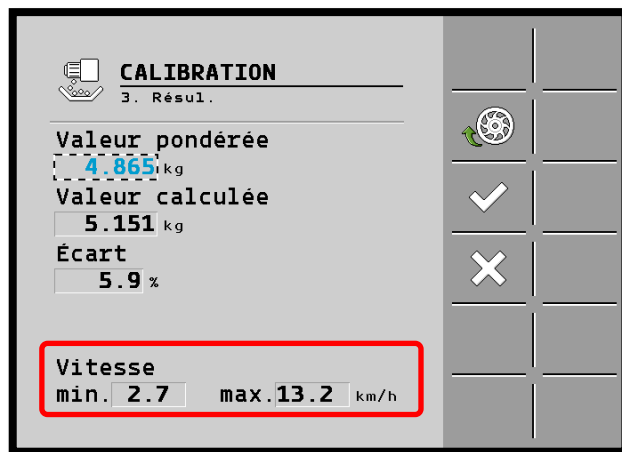 CALIBRATION
3. Résul.
Valeur pondérée
4.865 kg
Valeur calculée
5.151 kg
Écart
5.9 %
Vitesse
min. 2.7 max. 13.2 km/h